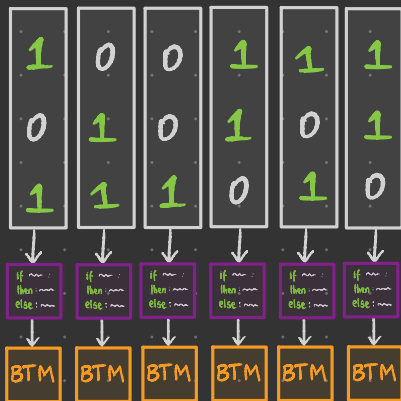 1 0 0 1 1 1
0 1 0 1 0 1
1 1 1 0 1 0
if : if : if : if : if : if :
then: then: then: then: then: then:
else: else: else: else: else: else:
BTM BTM BTM BTM BTM BTM